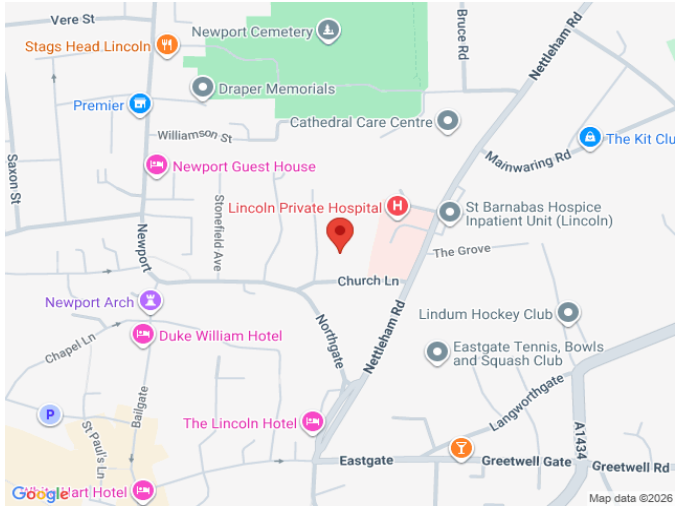 Vere St
Newport Cemetery
Bruce Rd
Nettleham Rd
Stags Head Lincoln
Draper Memorials
Premier
Cathedral Care Centre
Williamson St
The Kit Clu
Mainwaring Rd
Saxon St
Newport Guest House
Stonefield Ave
Lincoln Private Hospital
H
St Barnabas Hospice
Inpatient Unit (Lincoln)
Newport
The Grove
Church Ln
Newport Arch
Nettleham Rd
Lindum Hockey Club
Northgate
Duke William Hotel
Chapel Ln
Eastgate Tennis, Bowls
and Squash Club
Bailgate
Langworthgate
P
St Paul's Ln
The Lincoln Hotel
A1434
Eastgate
Greetwell Gate
Greetwell Rd
White Hart Hotel
Google
Map data ©2026